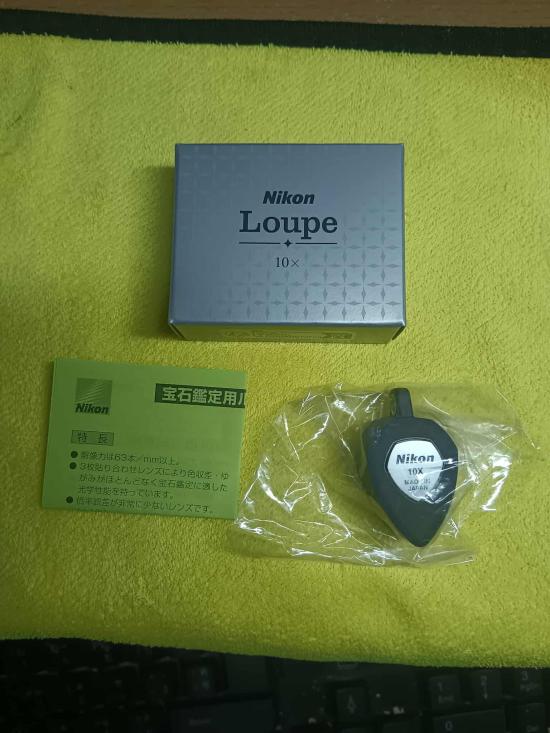 Nikon
Loupe
10×
Nikon
宝石鑑定用ル
特長
● 解像力は63本／mm以上。
● 3枚貼り合わせレンズにより色収差・ゆ
がみがほとんどなく宝石鑑定に適した
光学性能を持っています。
● 倍率誤差が非常に少ないレンズです。
Nikon
10X
MADE IN
JAPAN